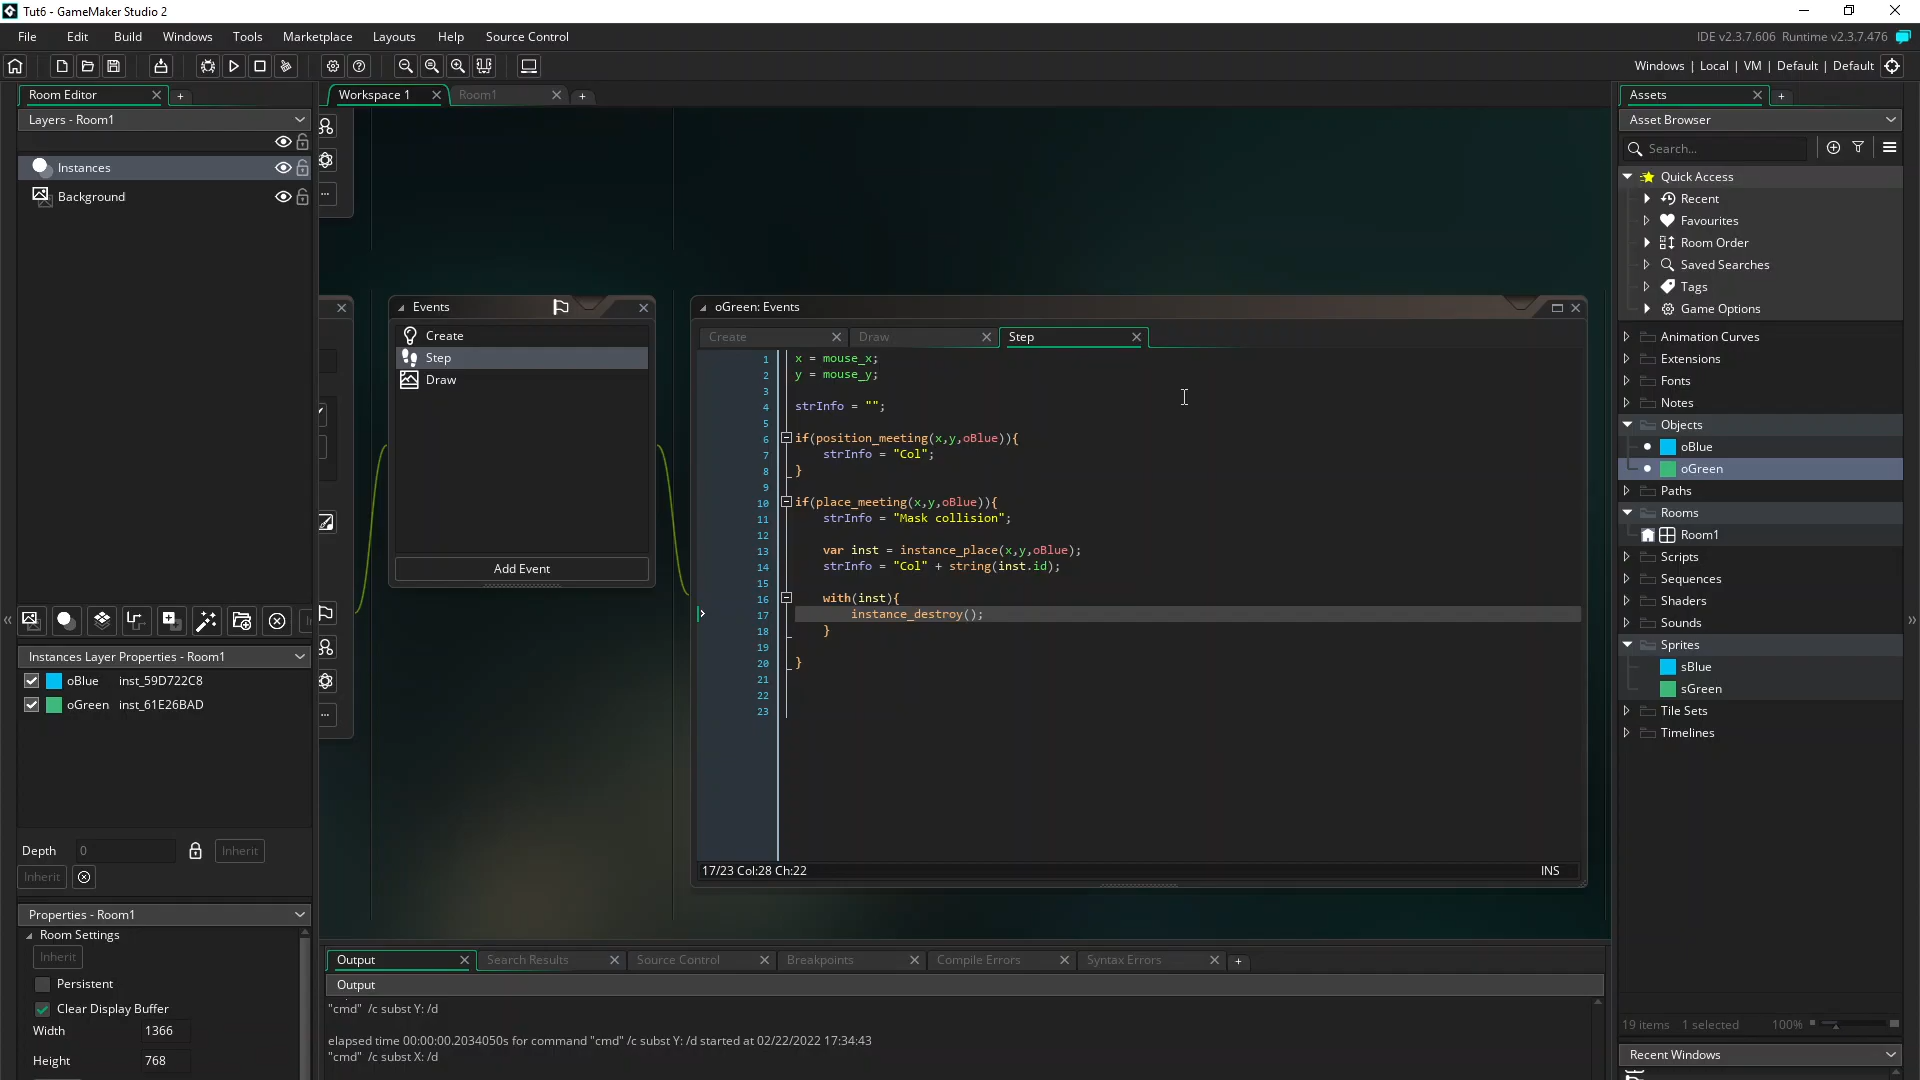 Tut6 - GameMaker Studio 2
File Edit Build Windows Tools Marketplace Layouts Help Source Control
IDE v2.3.7.606 Runtime v2.3.7.476
Windows | Local | VM | Default | Default
Room Editor
Layers - Room1
Instances
Background
Instances Layer Properties - Room1
oBlue inst_59D722C8
oGreen inst_61E26BAD
Depth 0 Inherit
Inherit
Properties - Room1
Room Settings
Inherit
Persistent
Clear Display Buffer
Width 1366
Height 768
Workspace 1
Room1
Events
Create
Step
Draw
Add Event
oGreen: Events
Create Draw Step
1 x = mouse_x;
2 y = mouse_y;
3
4 strInfo = "";
5
6 if(position_meeting(x,y,oBlue)){
7 strInfo = "Col";
8 }
9
10 if(place_meeting(x,y,oBlue)){
11 strInfo = "Mask collision";
12
13 var inst = instance_place(x,y,oBlue);
14 strInfo = "Col" + string(inst.id);
15
16 with(inst){
17 instance_destroy();
18 }
19
20 }
21
22
23
17/23 Col:28 Ch:22 INS
Output Search Results Source Control Breakpoints Compile Errors Syntax Errors
Output
"cmd" /c subst Y: /d
elapsed time 00:00:00.2034050s for command "cmd" /c subst Y: /d started at 02/22/2022 17:34:43
"cmd" /c subst X: /d
Assets
Asset Browser
Search...
Quick Access
Recent
Favourites
Room Order
Saved Searches
Tags
Game Options
Animation Curves
Extensions
Fonts
Notes
Objects
oBlue
oGreen
Paths
Rooms
Room1
Scripts
Sequences
Shaders
Sounds
Sprites
sBlue
sGreen
Tile Sets
Timelines
19 items 1 selected 100%
Recent Windows